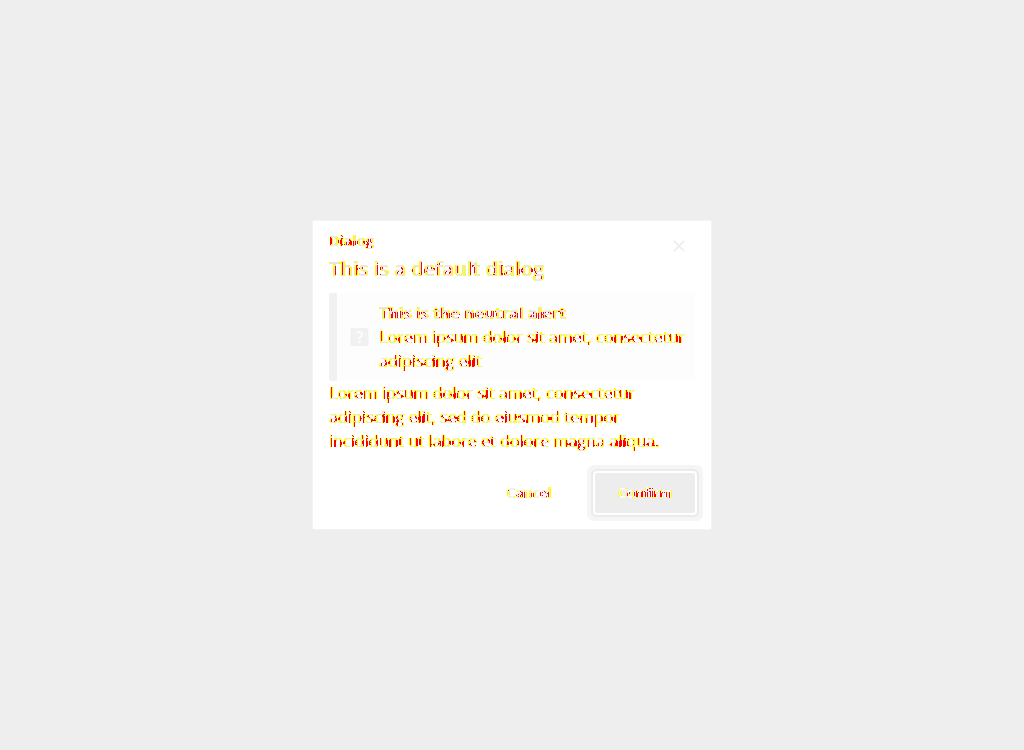 Dialog
This is a default dialog
This is the neutral alert
?
Lorem ipsum dolor sit amet, consectetur
adipiscing elit
Lorem ipsum dolor sit amet, consectetur
adipiscing elit, sed do eiusmod tempor
incididunt ut labore et dolore magna aliqua.
Cancel
Confirm